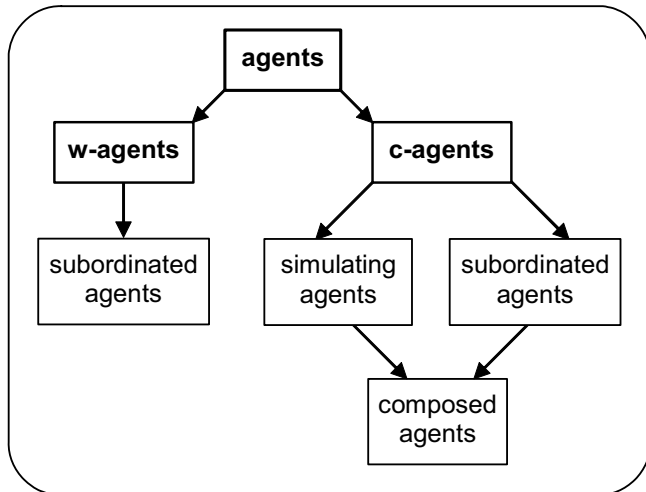 agents
w-agents
c-agents
subordinated
agents
simulating
agents
subordinated
agents
composed
agents